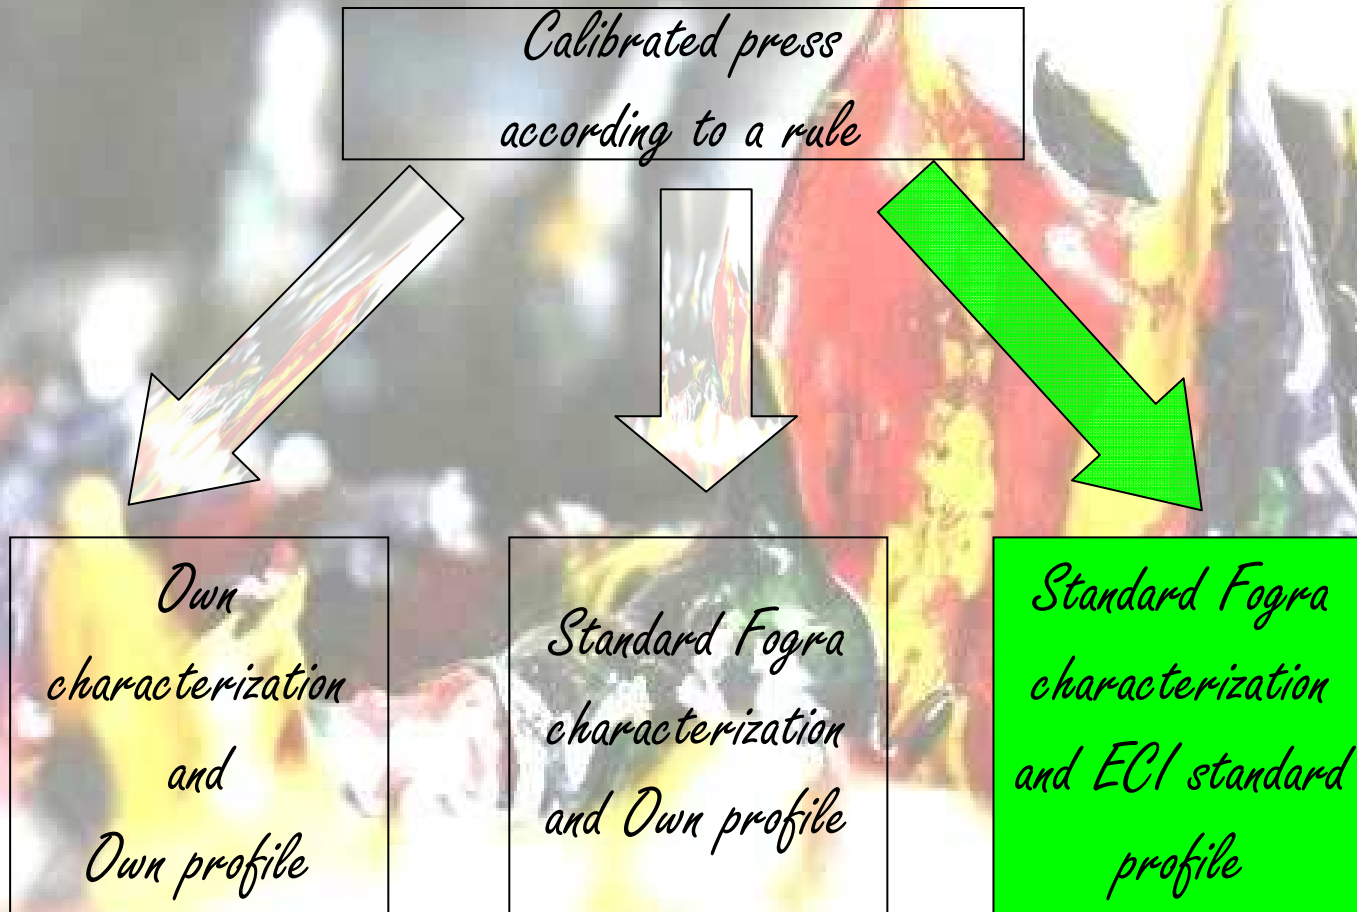 Calibrated press
according to a rule
Own
characterization
and
Own profile
Standard Fogra
characterization
and Own profile
Standard Fogra
characterization
and ECI standard
profile